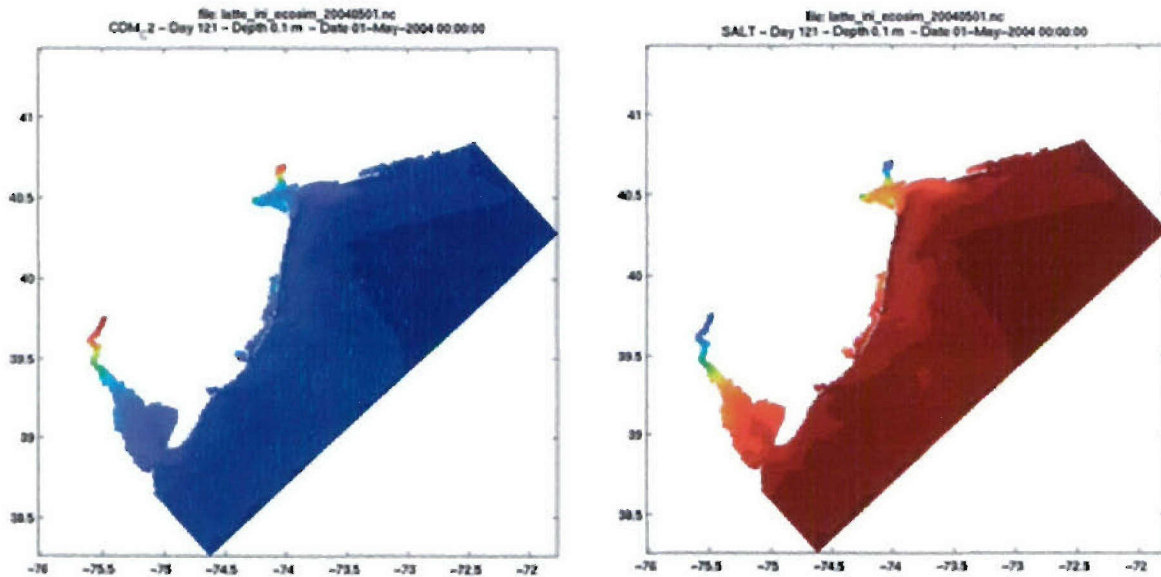 file: latte_ini_ecosim_20040501.nc
CDM_C2 - Day 121 - Depth 0.1 m - Date 01-May-2004 00:00:00
41
40.5
40
39.5
39
38.5
-76 -75.5 -75 -74.5 -74 -73.5 -73 -72.5 -72
file: latte_ini_ecosim_20040501.nc
SALT - Day 121 - Depth 0.1 m - Date 01-May-2004 00:00:00
41
40.5
40
39.5
39
38.5
-76 -75.5 -75 -74.5 -74 -73.5 -73 -72.5 -72